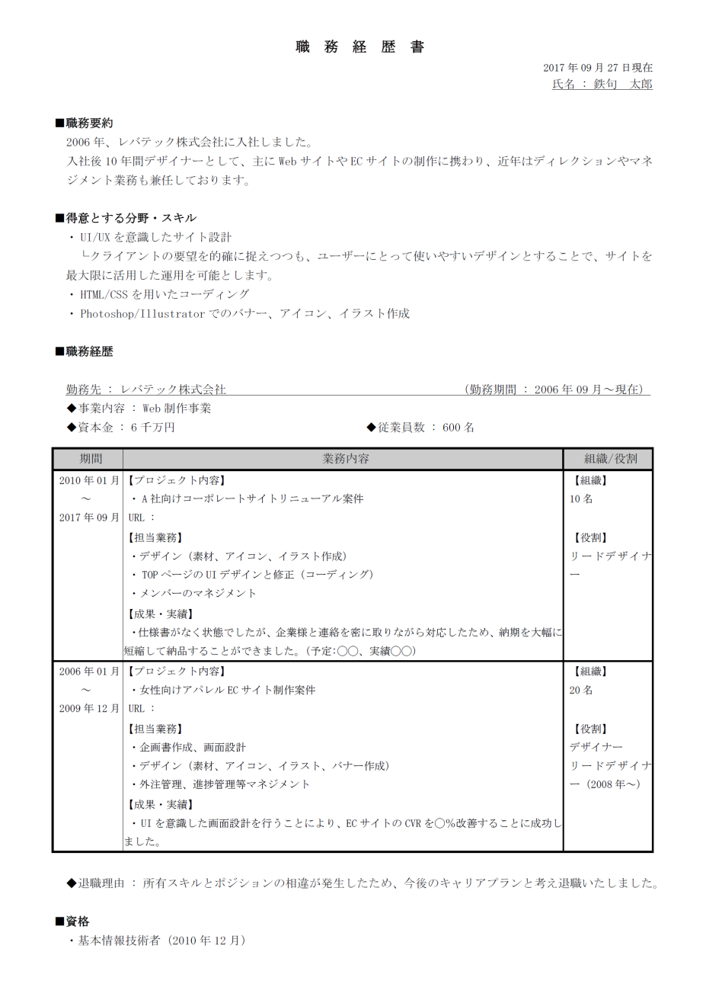 職 務 経 歴 書
2017 年 09 月 27 日現在
氏名 ： 鉄句　太郎
■職務要約
2006 年、レバテック株式会社に入社しました。
入社後 10 年間デザイナーとして、主に Web サイトや EC サイトの制作に携わり、近年はディレクションやマネ
ジメント業務も兼任しております。
■得意とする分野・スキル
・ UI/UX を意識したサイト設計
└クライアントの要望を的確に捉えつつも、ユーザーにとって使いやすいデザインとすることで、サイトを
最大限に活用した運用を可能とします。
・ HTML/CSS を用いたコーディング
・ Photoshop/Illustrator でのバナー、アイコン、イラスト作成
■職務経歴
勤務先 ： レバテック株式会社 （勤務期間 ： 2006 年 09 月～現在）
◆事業内容 ： Web 制作事業
◆資本金 ： 6 千万円 ◆従業員数 ： 600 名
期間 業務内容 組織/役割
2010 年 01 月 【プロジェクト内容】 【組織】
～ ・ A 社向けコーポレートサイトリニューアル案件 10 名
2017 年 09 月 URL ：
【担当業務】 【役割】
・デザイン（素材、アイコン、イラスト作成） リードデザイナ
・ TOP ページの UI デザインと修正（コーディング） ー
・メンバーのマネジメント
【成果・実績】
・仕様書がなく状態でしたが、企業様と連絡を密に取りながら対応したため、納期を大幅に
短縮して納品することができました。（予定：〇〇、実績〇〇）
2006 年 01 月 【プロジェクト内容】 【組織】
～ ・女性向けアパレル EC サイト制作案件 20 名
2009 年 12 月 URL ：
【担当業務】 【役割】
・企画書作成、画面設計 デザイナー
・デザイン（素材、アイコン、イラスト、バナー作成） リードデザイナ
・外注管理、進捗管理等マネジメント ー（2008 年～）
【成果・実績】
・ UI を意識した画面設計を行うことにより、EC サイトの CVR を〇％改善することに成功し
ました。
◆退職理由 ： 所有スキルとポジションの相違が発生したため、今後のキャリアプランと考え退職いたしました。
■資格
・基本情報技術者（2010 年 12 月）